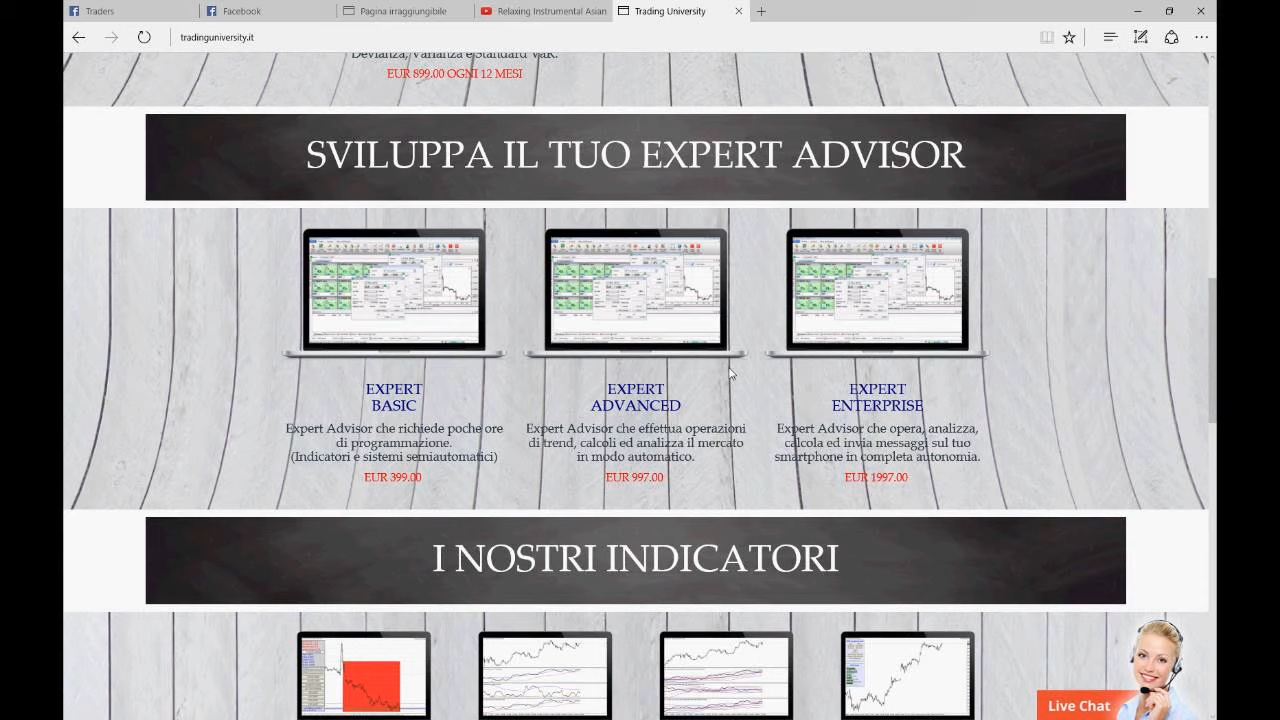 Traders
Facebook
Pagina irraggiungibile
Relaxing Instrumental Asian
Trading University
tradinguniversity.it
Devianza, Varianza e Standard VaR.
EUR 899.00 OGNI 12 MESI
SVILUPPA IL TUO EXPERT ADVISOR
EXPERT
BASIC
Expert Advisor che richiede poche ore
di programmazione.
(Indicatori e sistemi semiautomatici)
EUR 399.00
EXPERT
ADVANCED
Expert Advisor che effettua operazioni
di trend, calcoli ed analizza il mercato
in modo automatico.
EUR 997.00
EXPERT
ENTERPRISE
Expert Advisor che opera, analizza,
calcola ed invia messaggi sul tuo
smartphone in completa autonomia.
EUR 1997.00
I NOSTRI INDICATORI
Live Chat